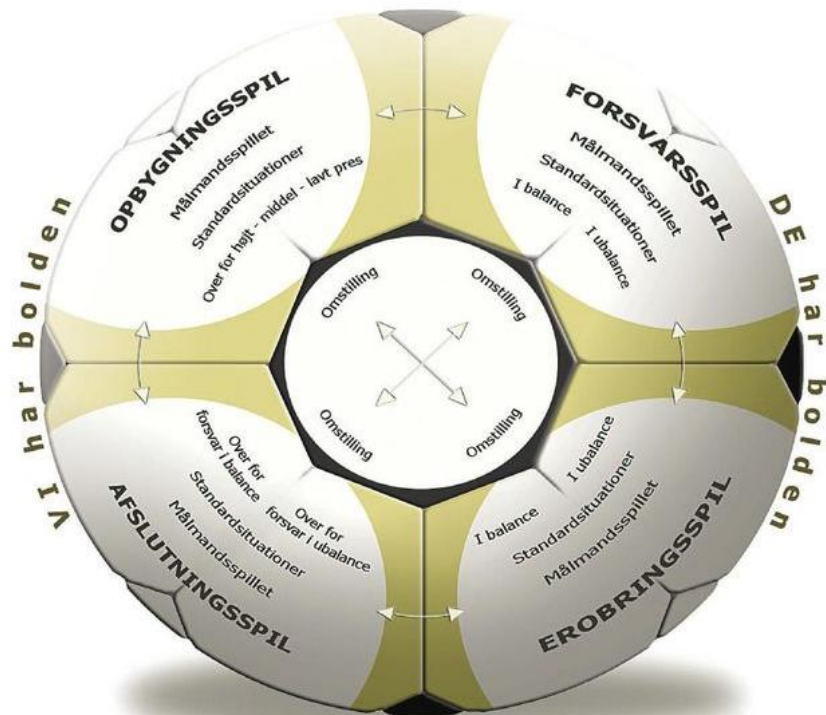 VI har bolden
OPBYGNINGSSPIL
Målmandsspillet
Standardsituationer
Over for højt - middel - lavt pres
FORSVARSSPIL
Målmandsspillet
Standardsituationer
I balance
I ubalance
DE har bolden
Omstilling
Omstilling
Omstilling
Omstilling
Over for
forsvar i balance
Over for
forsvar i ubalance
Standardsituationer
Målmandsspillet
AFSLUTNINGSSPIL
I balance
I ubalance
Standardsituationer
Målmandsspillet
EROBRINGSSPIL